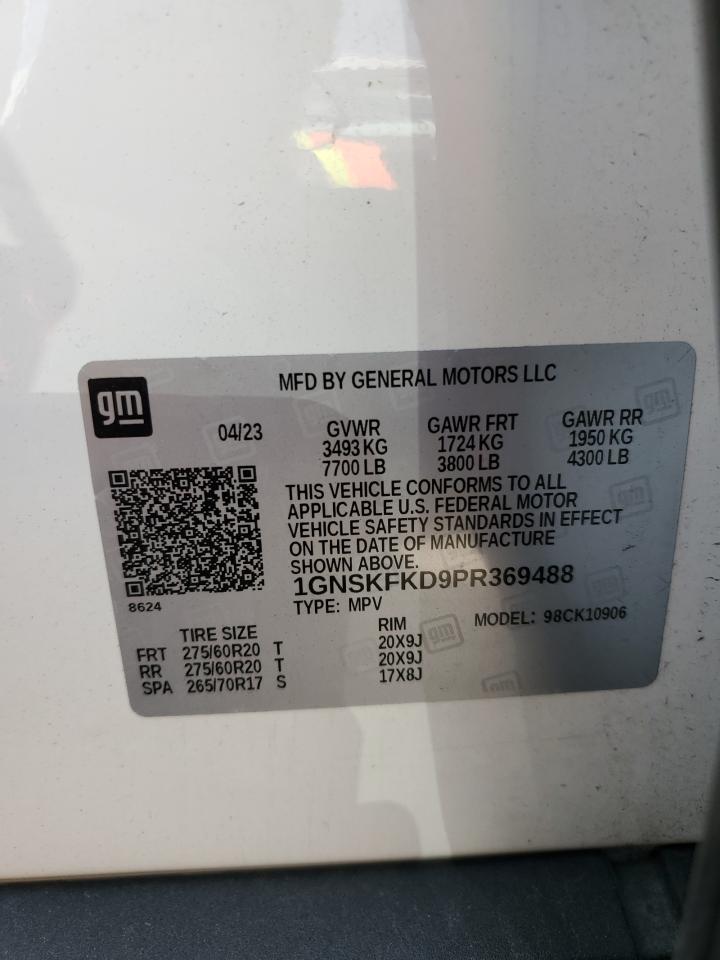 gm
MFD BY GENERAL MOTORS LLC
04/23
GVWR GAWR FRT GAWR RR
3493 KG 1724 KG 1950 KG
7700 LB 3800 LB 4300 LB
THIS VEHICLE CONFORMS TO ALL
APPLICABLE U.S. FEDERAL MOTOR
VEHICLE SAFETY STANDARDS IN EFFECT
ON THE DATE OF MANUFACTURE
SHOWN ABOVE.
1GNSKFKD9PR369488
8624
TYPE: MPV MODEL: 98CK10906
TIRE SIZE RIM
FRT 275/60R20 T 20X9J
RR 275/60R20 T 20X9J
SPA 265/70R17 S 17X8J